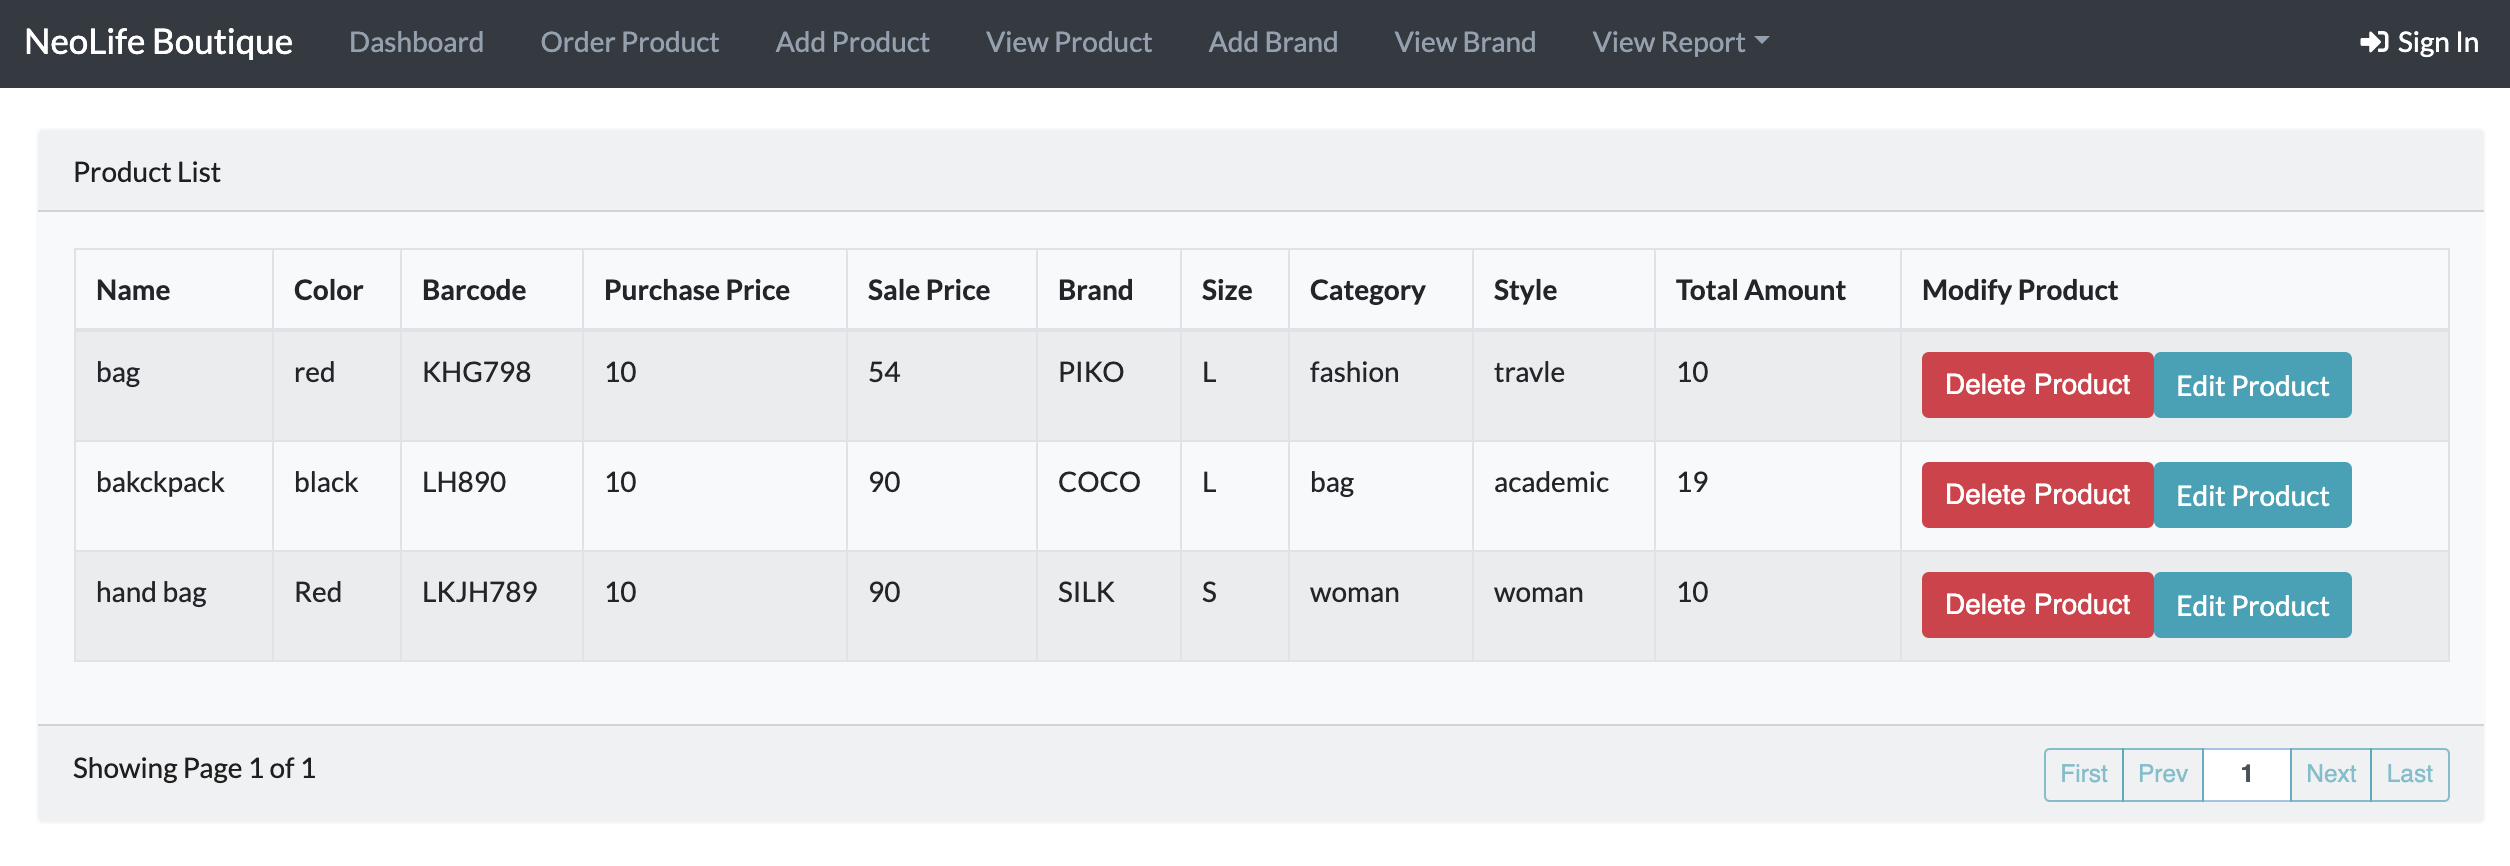 NeoLife Boutique Dashboard Order Product Add Product View Product Add Brand View Brand View Report Sign In
Product List
Name Color Barcode Purchase Price Sale Price Brand Size Category Style Total Amount Modify Product
bag red KHG798 10 54 PIKO L fashion travle 10 Delete Product Edit Product
bakckpack black LH890 10 90 COCO L bag academic 19 Delete Product Edit Product
hand bag Red LKJH789 10 90 SILK S woman woman 10 Delete Product Edit Product
Showing Page 1 of 1 First Prev 1 Next Last